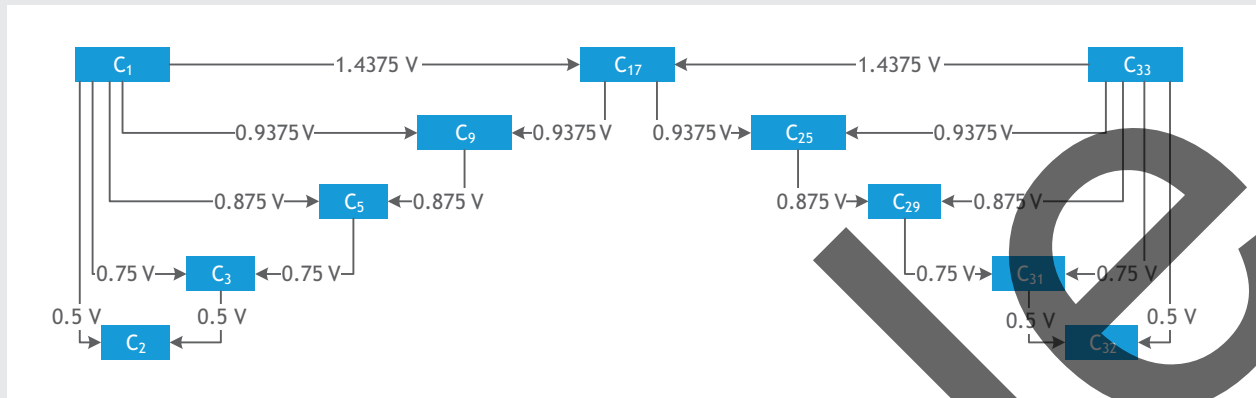 C₁ 1.4375 V C₁₇ 1.4375 V C₃₃
0.9375 V C₉ 0.9375 V 0.9375 V C₂₅ 0.9375 V
0.875 V C₅ 0.875 V 0.875 V C₂₉ 0.875 V
0.75 V C₃ 0.75 V 0.75 V C₃₁ 0.75 V
0.5 V 0.5 V 0.5 V 0.5 V
C₂ C₃₂